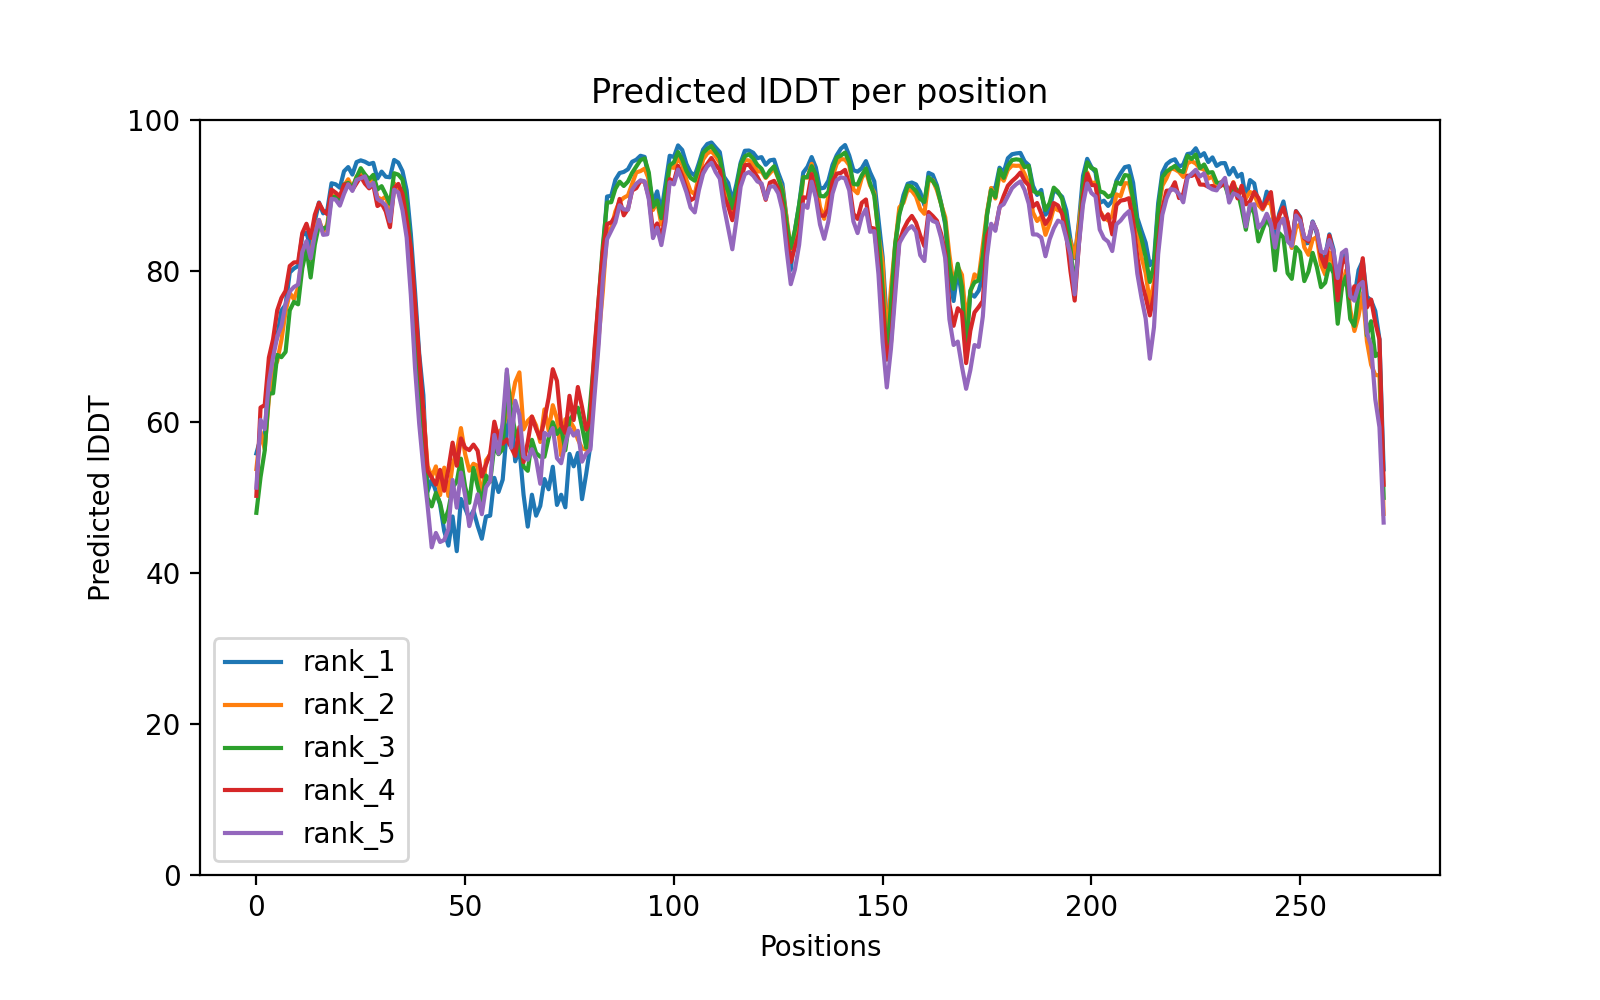 Predicted lDDT per position
100
80
60
40
20
0
Predicted lDDT
rank_1
rank_2
rank_3
rank_4
rank_5
0 50 100 150 200 250
Positions